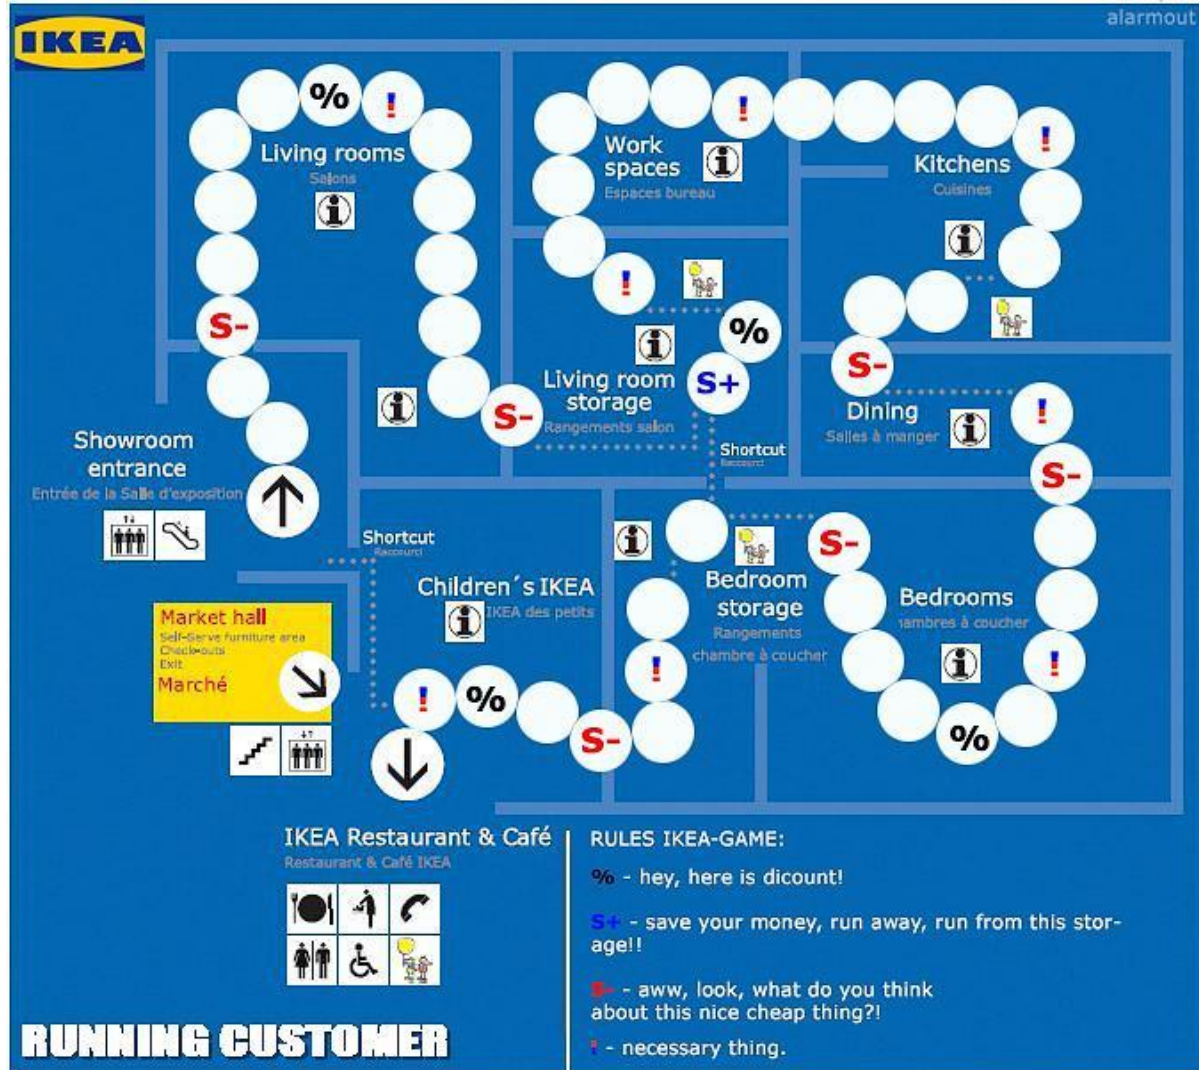 alarmout
IKEA
%
!
Living rooms
Salons
S-
Work
spaces
Espaces bureau
!
Kitchens
Cuisines
!
!
%
S+
Living room
storage
Rangements salon
S-
S-
Dining
Salles à manger
!
S-
Showroom
entrance
Entrée de la Salle d'exposition
Shortcut
Raccourci
Shortcut
Raccourci
Children´s IKEA
IKEA des petits
Bedroom
storage
Rangements
chambre à coucher
S-
Bedrooms
ambres à coucher
!
%
!
S-
%
!
Market hall
Self-Serve furniture area
Check-outs
Exit
Marché
IKEA Restaurant & Café
Restaurant & Café IKEA
RULES IKEA-GAME:
% - hey, here is dicount!
S+ - save your money, run away, run from this stor-
age!!
S- - aww, look, what do you think
about this nice cheap thing?!
! - necessary thing.
RUNNING CUSTOMER